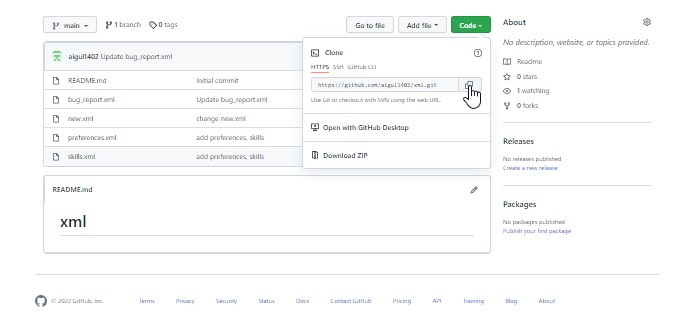 main
1 branch
0 tags
Go to file
Add file
Code
aigul1402 Update bug_report.xml
README.md Initial commit
bug_report.xml Update bug_report.xml
new.xml change new.xml
preferences.xml add preferences, skills
skills.xml add preferences, skills
Clone
HTTPS SSH GitHub CLI
https://github.com/aigul1402/xml.git
Use Git or checkout with SVN using the web URL.
Open with GitHub Desktop
Download ZIP
README.md
xml
About
No description, website, or topics provided.
Readme
0 stars
1 watching
0 forks
Releases
No releases published
Create a new release
Packages
No packages published
Publish your first package
© 2022 GitHub, Inc. Terms Privacy Security Status Docs Contact GitHub Pricing API Training Blog About